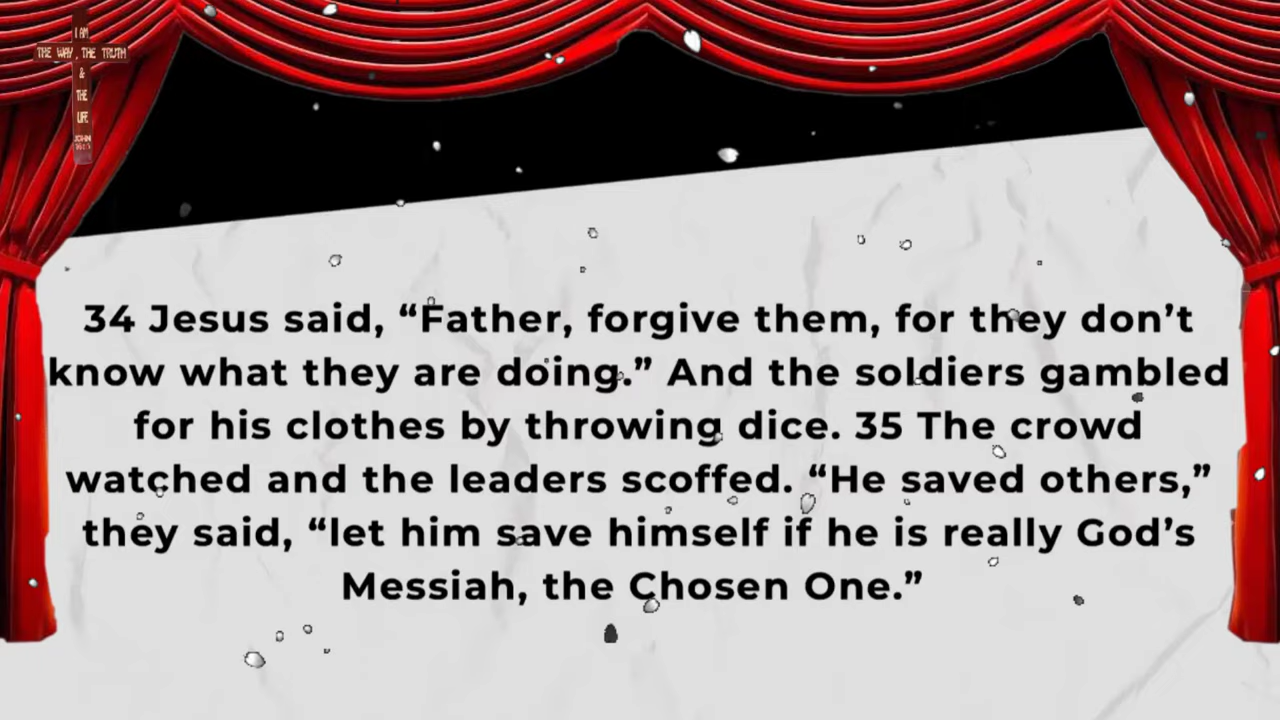 I AM
THE WAY, THE TRUTH
&
THE
LIFE
JOHN
34 Jesus said, “Father, forgive them, for they don’t
know what they are doing.” And the soldiers gambled
for his clothes by throwing dice. 35 The crowd
watched and the leaders scoffed. “He saved others,”
they said, “let him save himself if he is really God’s
Messiah, the Chosen One.”